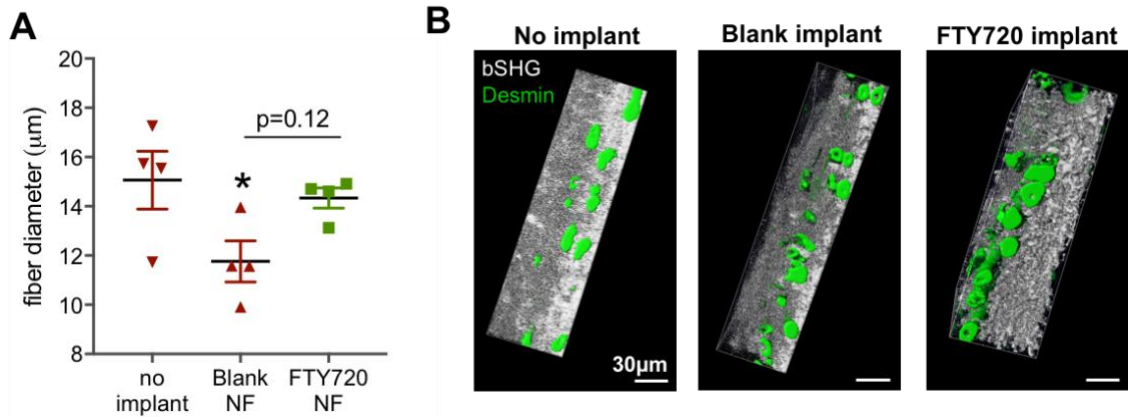 A
20
18
16
14
12
10
8
fiber diameter (μm)
p=0.12
*
no
implant
Blank
NF
FTY720
NF
B
No implant
Blank implant
FTY720 implant
bSHG
Desmin
30μm